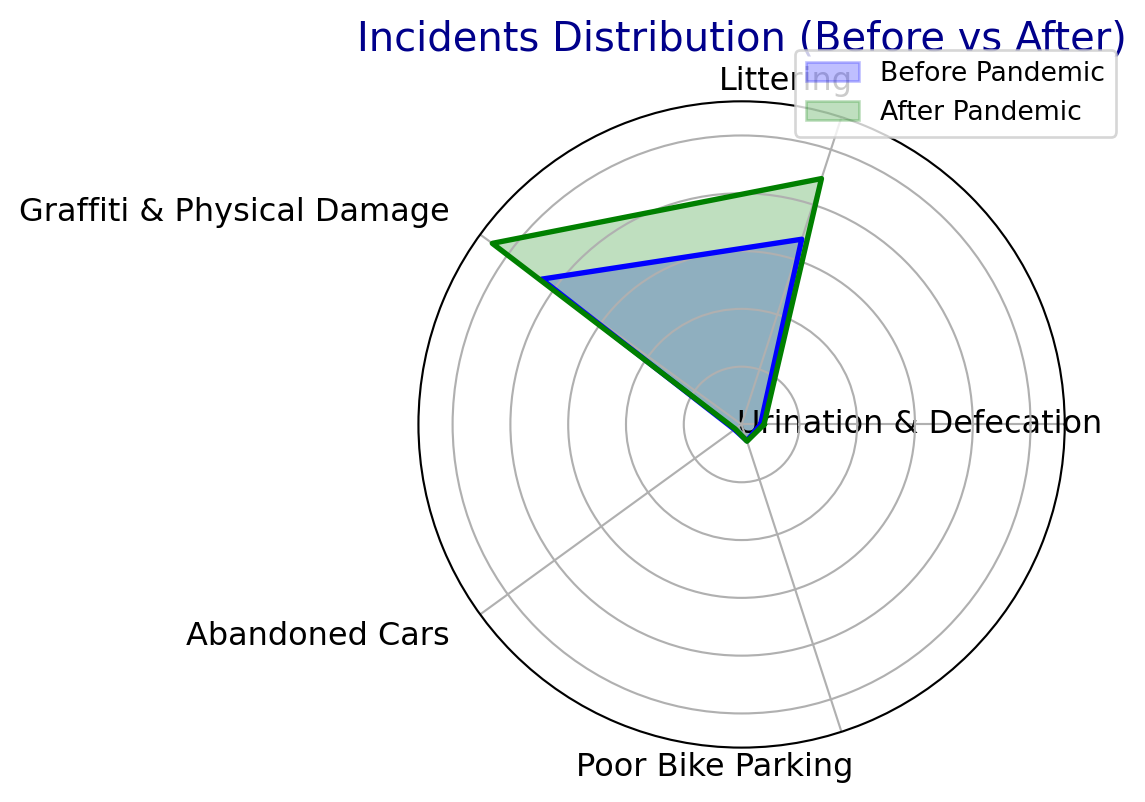 Incidents Distribution (Before vs After)
Littering
Before Pandemic
After Pandemic
Graffiti & Physical Damage
Urination & Defecation
Abandoned Cars
Poor Bike Parking